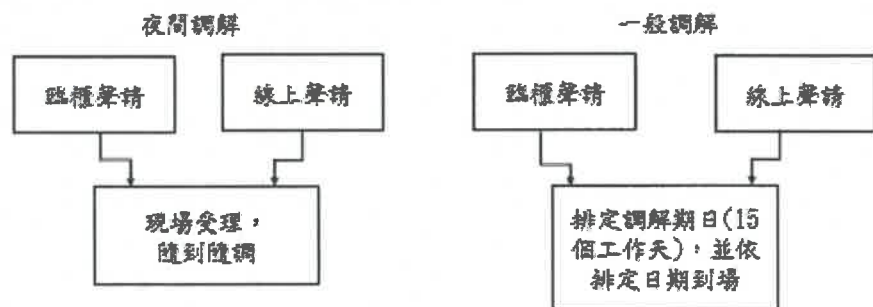 夜間調解
一般調解
臨櫃聲請
線上聲請
臨櫃聲請
線上聲請
現場受理，
隨到隨調
排定調解期日(15
個工作天)，並依
排定日期到場